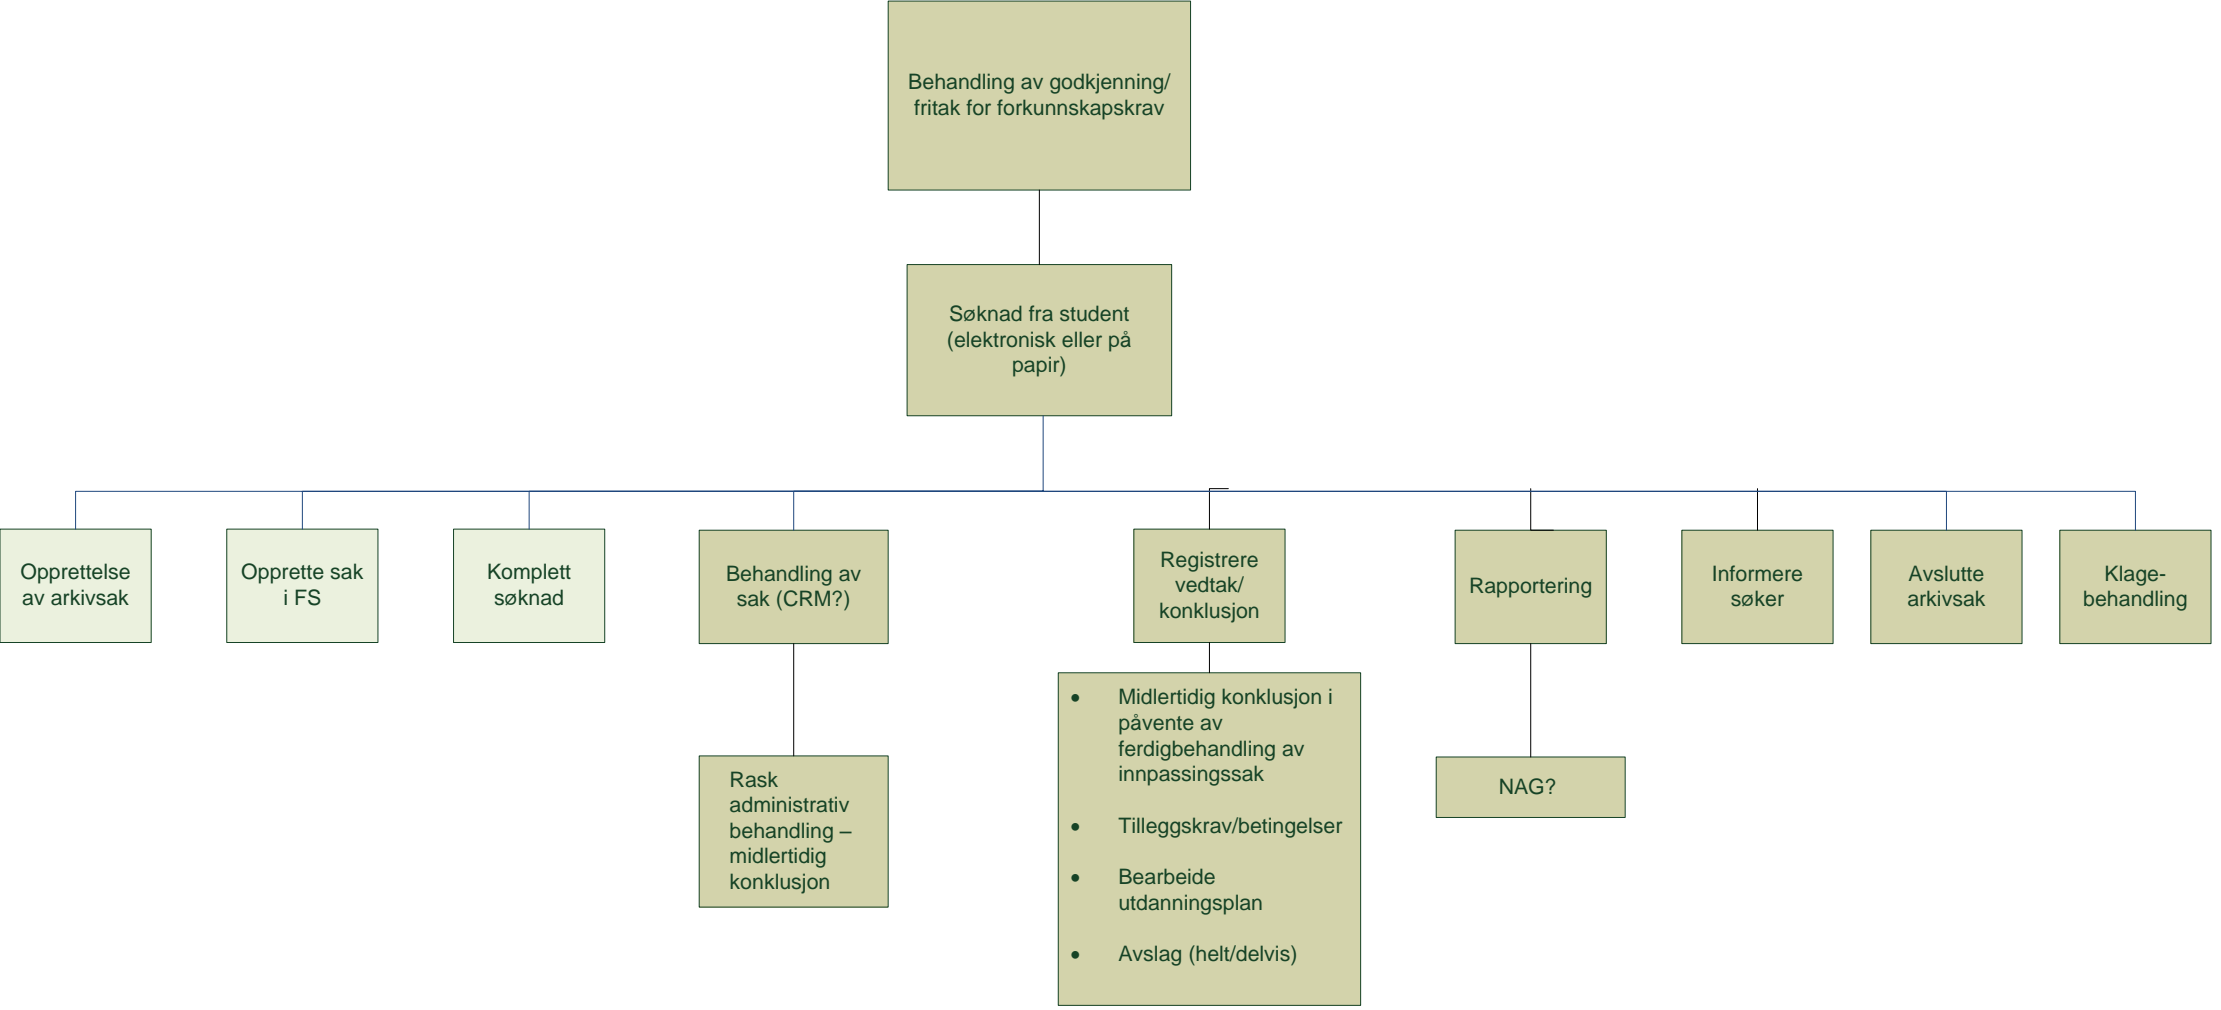 Behandling av godkjenning/
fritak for forkunnskapskrav
Søknad fra student
(elektronisk eller på
papir)
Opprettelse
av arkivsak
Opprette sak
i FS
Komplett
søknad
Behandling av
sak (CRM?)
Registrere
vedtak/
konklusjon
Rapportering
Informere
søker
Avslutte
arkivsak
Klage-
behandling
Rask
administrativ
behandling –
midlertidig
konklusjon
• Midlertidig konklusjon i
påvente av
ferdigbehandling av
innpassingssak
• Tilleggskrav/betingelser
• Bearbeide
utdanningsplan
• Avslag (helt/delvis)
NAG?